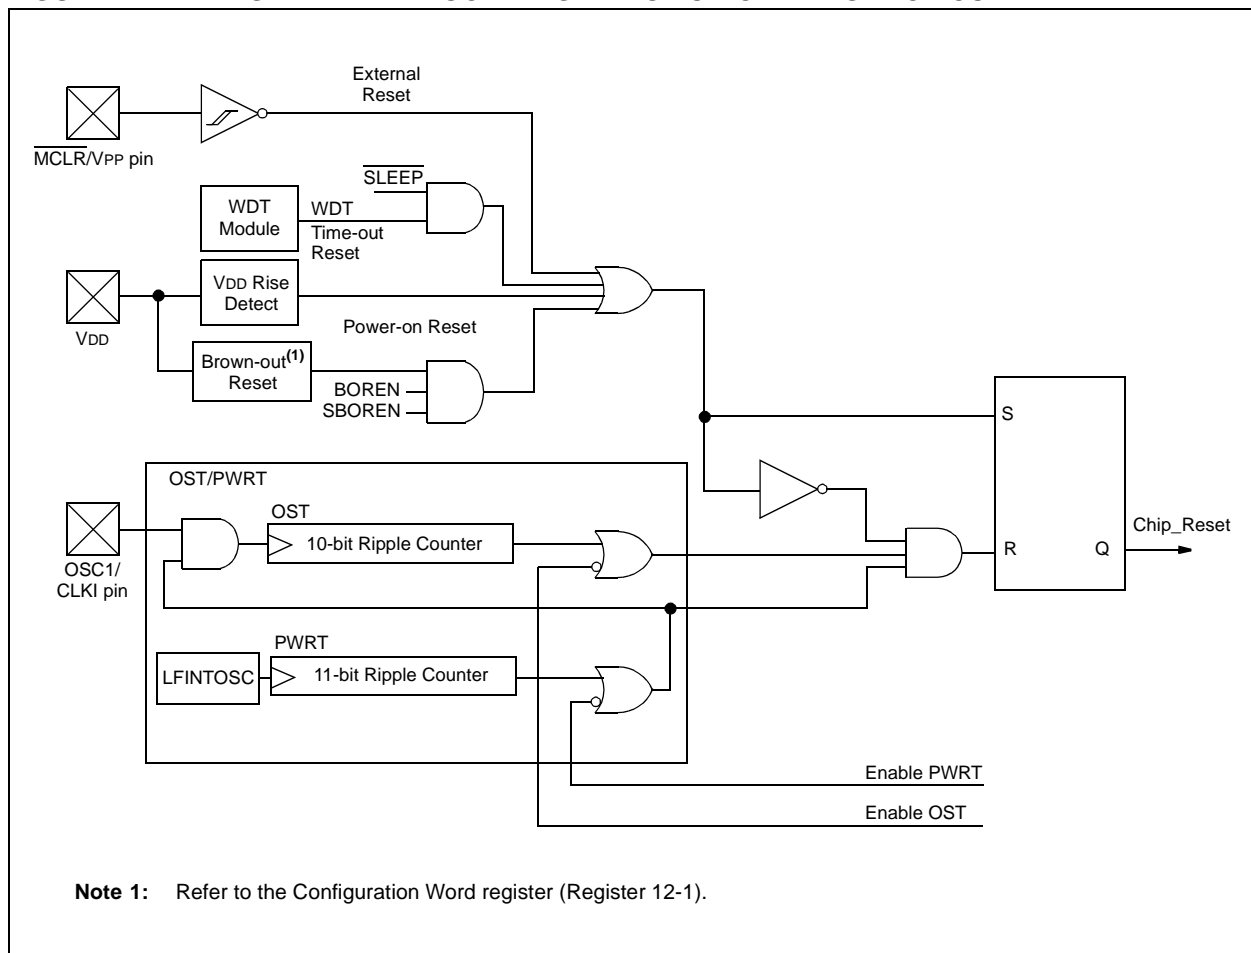 External
Reset
MCLR/VPP pin
SLEEP
WDT
Module
WDT
Time-out
Reset
VDD Rise
Detect
VDD
Power-on Reset
Brown-out(1)
Reset
BOREN
SBOREN
S
OST/PWRT
OST
10-bit Ripple Counter
OSC1/
CLKI pin
Chip_Reset
R
Q
PWRT
LFINTOSC
11-bit Ripple Counter
Enable PWRT
Enable OST
Note 1: Refer to the Configuration Word register (Register 12-1).